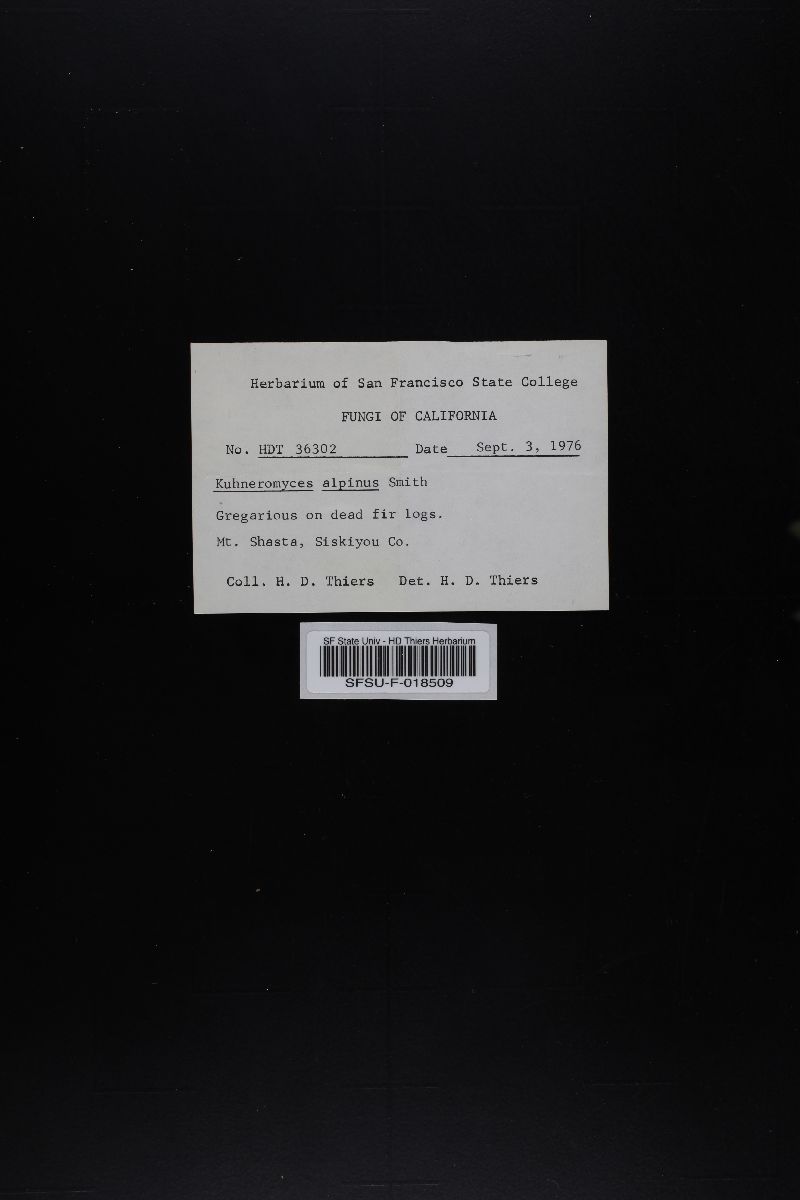 Herbarium of San Francisco State College
FUNGI OF CALIFORNIA
No. HDT 36302 Date Sept. 3, 1976
Kuhneromyces alpinus Smith
Gregarious on dead fir logs.
Mt. Shasta, Siskiyou Co.
Coll. H. D. Thiers Det. H. D. Thiers
SF State Univ - HD Thiers Herbarium
SFSU-F-018509